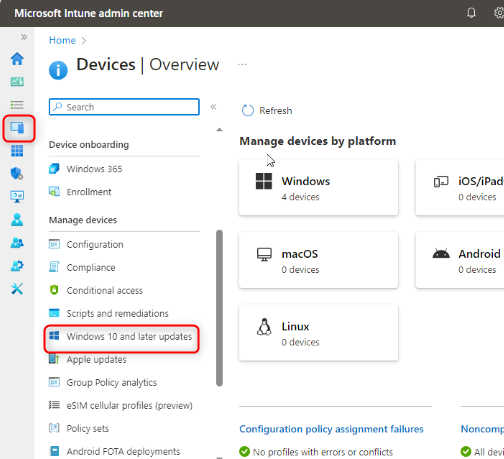 Microsoft Intune admin center
Home >
Devices | Overview ...
Search
Refresh
Device onboarding
Windows 365
Enrollment
Manage devices
Configuration
Compliance
Conditional access
Scripts and remediations
Windows 10 and later updates
Apple updates
Group Policy analytics
eSIM cellular profiles (preview)
Policy sets
Android FOTA deployments
Manage devices by platform
Windows
4 devices
iOS/iPad
0 devices
macOS
0 devices
Android
0 devices
Linux
0 devices
Configuration policy assignment failures
No profiles with errors or conflicts
Noncomp
All devi